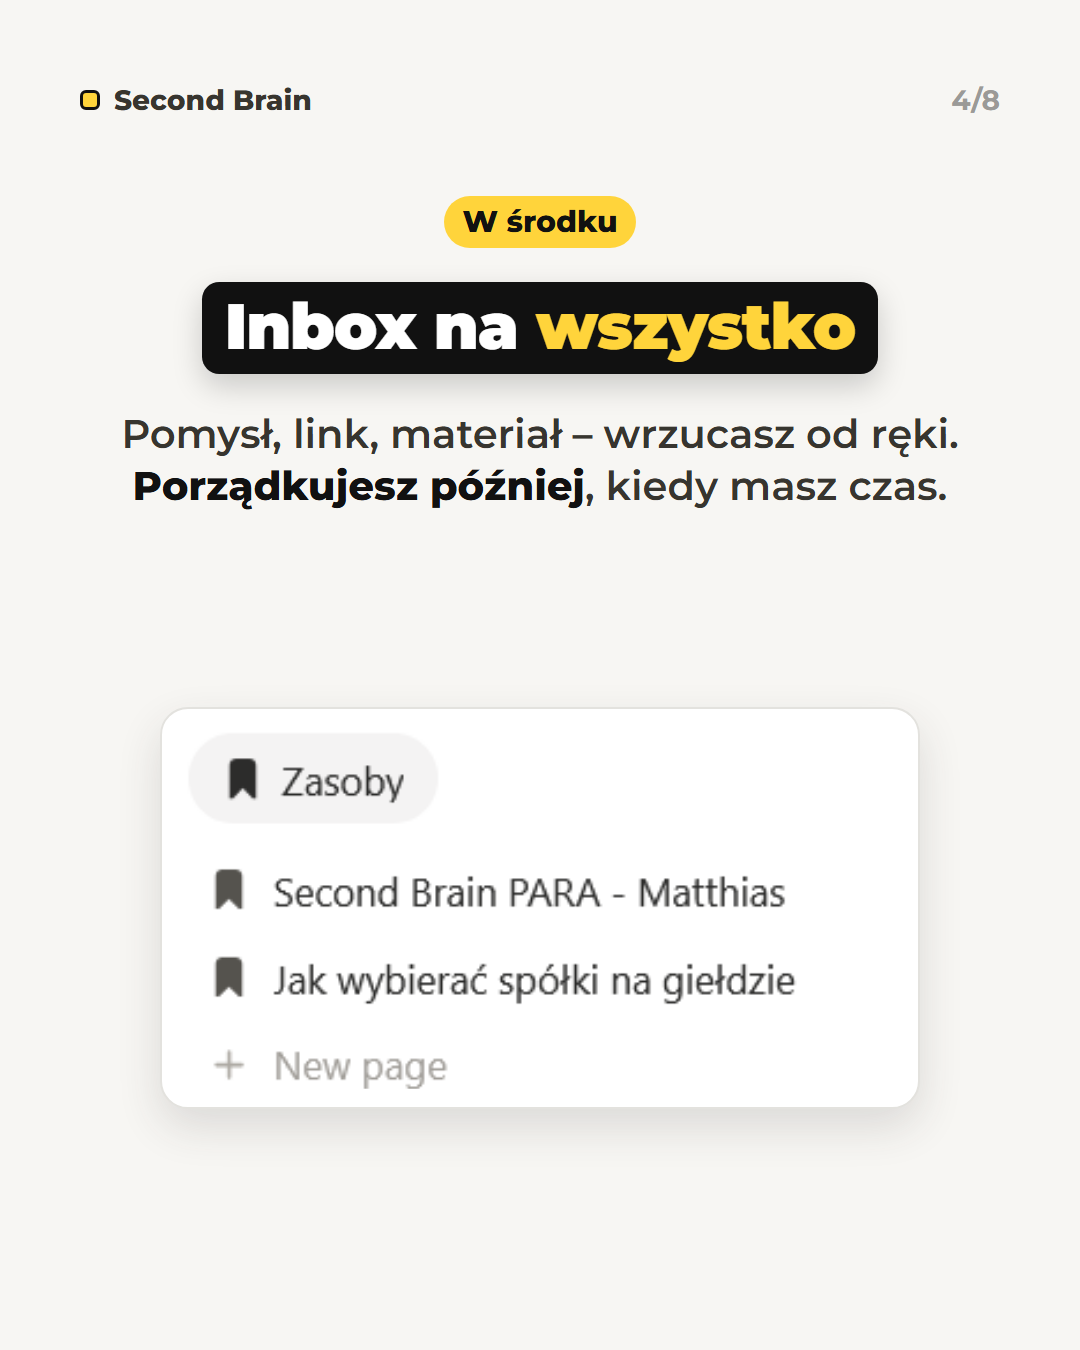 Second Brain
4/8
W środku
Inbox na wszystko
Pomysł, link, materiał – wrzucasz od ręki.
Porządkujesz później, kiedy masz czas.
Zasoby
Second Brain PARA - Matthias
Jak wybierać spółki na giełdzie
+ New page